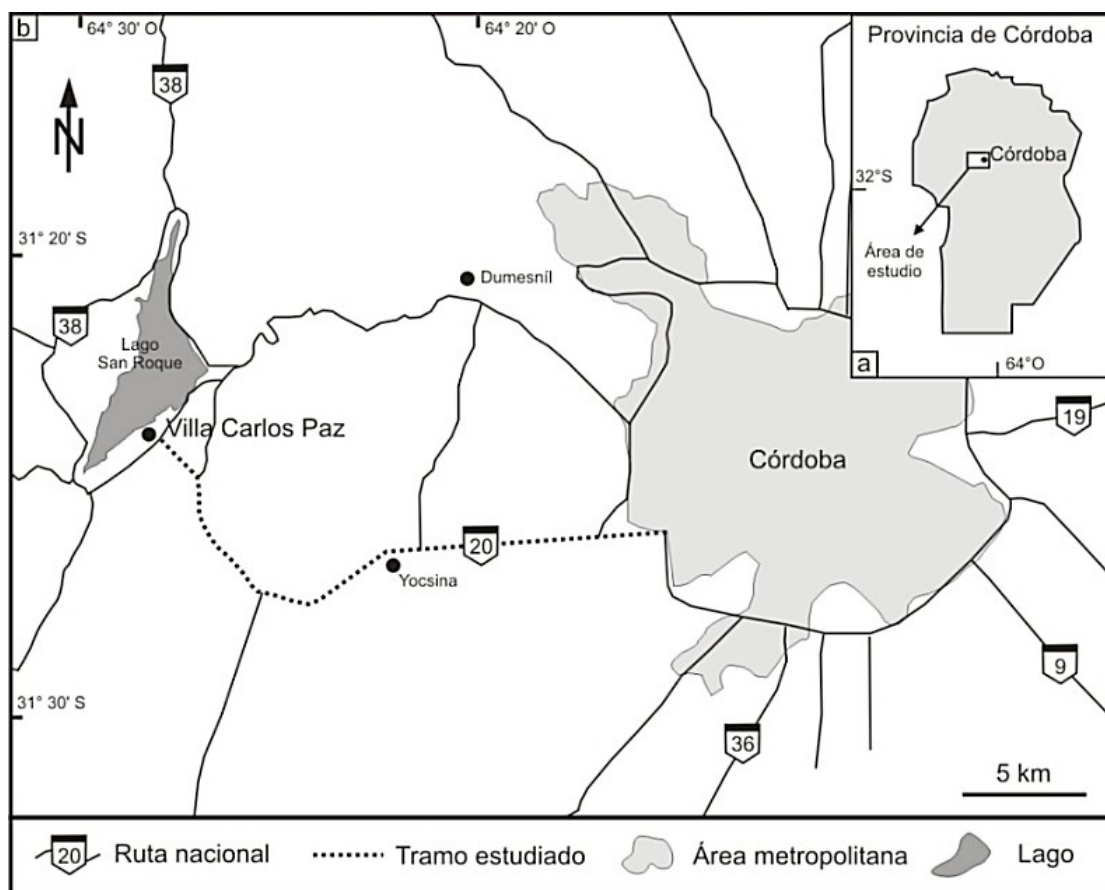 b
64° 30' O
64° 20' O
Provincia de Córdoba
38
N
Córdoba
32°S
Área de
estudio
31° 20' S
Dumesnil
38
Lago
San Roque
a
64°O
Villa Carlos Paz
19
Córdoba
20
Yocsina
9
31° 30' S
36
5 km
20
Ruta nacional
Tramo estudiado
Área metropolitana
Lago